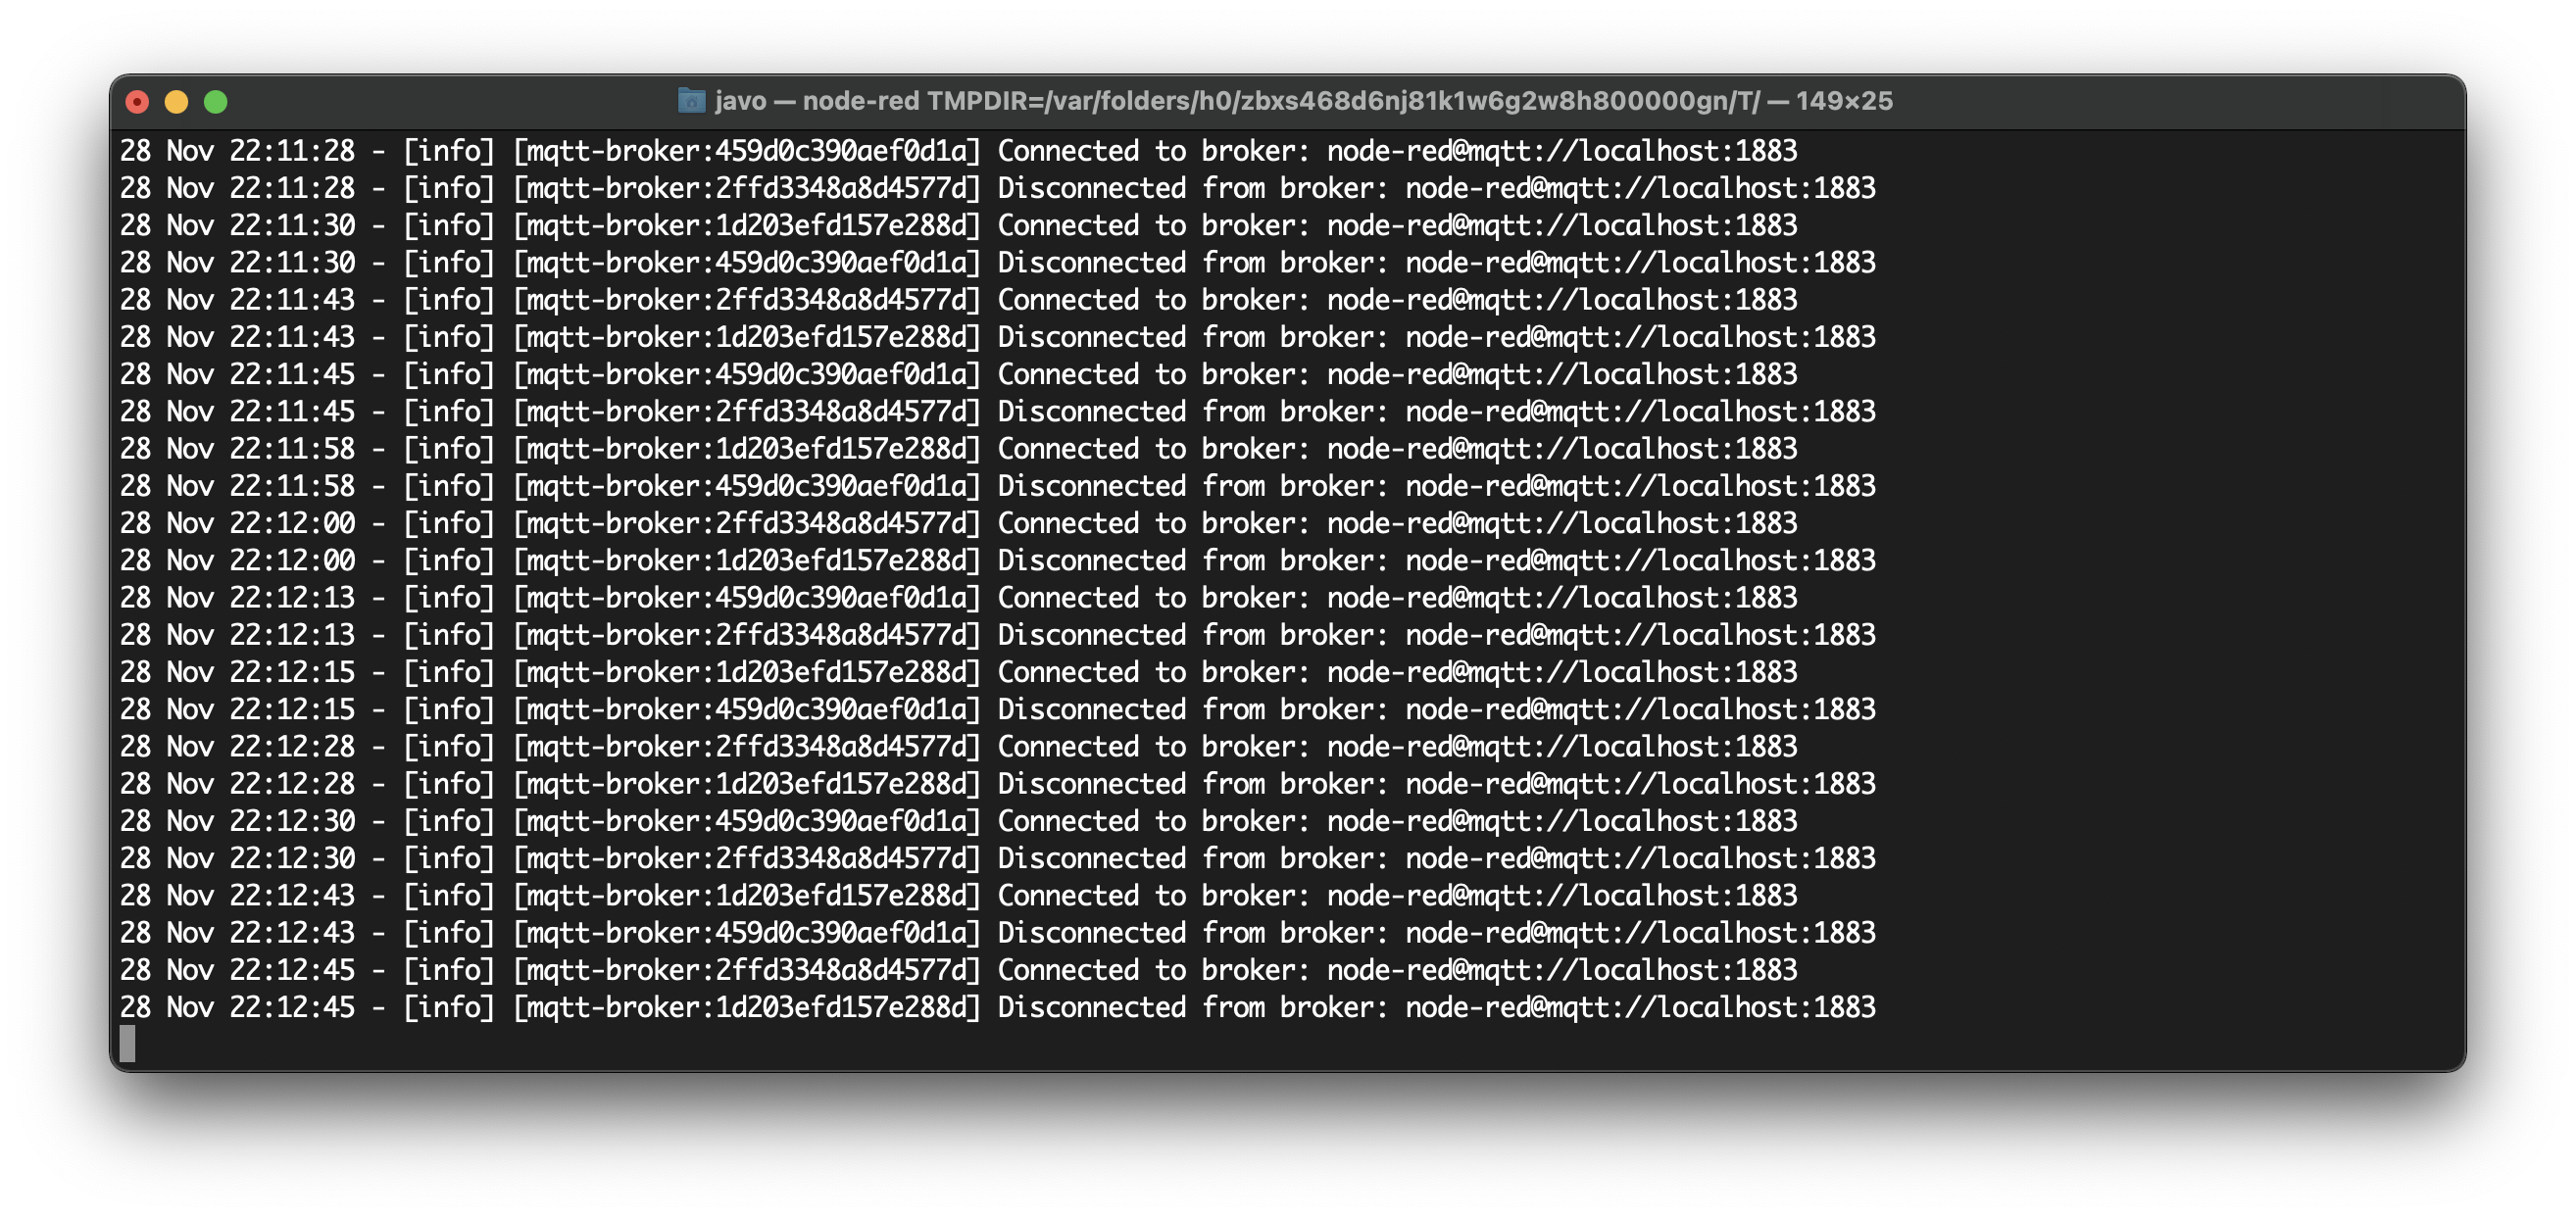 javo — node-red TMPDIR=/var/folders/h0/zbxs468d6nj81k1w6g2w8h800000gn/T/ — 149×25
28 Nov 22:11:28 - [info] [mqtt-broker:459d0c390aef0d1a] Connected to broker: node-red@mqtt://localhost:1883
28 Nov 22:11:28 - [info] [mqtt-broker:2ffd3348a8d4577d] Disconnected from broker: node-red@mqtt://localhost:1883
28 Nov 22:11:30 - [info] [mqtt-broker:1d203efd157e288d] Connected to broker: node-red@mqtt://localhost:1883
28 Nov 22:11:30 - [info] [mqtt-broker:459d0c390aef0d1a] Disconnected from broker: node-red@mqtt://localhost:1883
28 Nov 22:11:43 - [info] [mqtt-broker:2ffd3348a8d4577d] Connected to broker: node-red@mqtt://localhost:1883
28 Nov 22:11:43 - [info] [mqtt-broker:1d203efd157e288d] Disconnected from broker: node-red@mqtt://localhost:1883
28 Nov 22:11:45 - [info] [mqtt-broker:459d0c390aef0d1a] Connected to broker: node-red@mqtt://localhost:1883
28 Nov 22:11:45 - [info] [mqtt-broker:2ffd3348a8d4577d] Disconnected from broker: node-red@mqtt://localhost:1883
28 Nov 22:11:58 - [info] [mqtt-broker:1d203efd157e288d] Connected to broker: node-red@mqtt://localhost:1883
28 Nov 22:11:58 - [info] [mqtt-broker:459d0c390aef0d1a] Disconnected from broker: node-red@mqtt://localhost:1883
28 Nov 22:12:00 - [info] [mqtt-broker:2ffd3348a8d4577d] Connected to broker: node-red@mqtt://localhost:1883
28 Nov 22:12:00 - [info] [mqtt-broker:1d203efd157e288d] Disconnected from broker: node-red@mqtt://localhost:1883
28 Nov 22:12:13 - [info] [mqtt-broker:459d0c390aef0d1a] Connected to broker: node-red@mqtt://localhost:1883
28 Nov 22:12:13 - [info] [mqtt-broker:2ffd3348a8d4577d] Disconnected from broker: node-red@mqtt://localhost:1883
28 Nov 22:12:15 - [info] [mqtt-broker:1d203efd157e288d] Connected to broker: node-red@mqtt://localhost:1883
28 Nov 22:12:15 - [info] [mqtt-broker:459d0c390aef0d1a] Disconnected from broker: node-red@mqtt://localhost:1883
28 Nov 22:12:28 - [info] [mqtt-broker:2ffd3348a8d4577d] Connected to broker: node-red@mqtt://localhost:1883
28 Nov 22:12:28 - [info] [mqtt-broker:1d203efd157e288d] Disconnected from broker: node-red@mqtt://localhost:1883
28 Nov 22:12:30 - [info] [mqtt-broker:459d0c390aef0d1a] Connected to broker: node-red@mqtt://localhost:1883
28 Nov 22:12:30 - [info] [mqtt-broker:2ffd3348a8d4577d] Disconnected from broker: node-red@mqtt://localhost:1883
28 Nov 22:12:43 - [info] [mqtt-broker:1d203efd157e288d] Connected to broker: node-red@mqtt://localhost:1883
28 Nov 22:12:43 - [info] [mqtt-broker:459d0c390aef0d1a] Disconnected from broker: node-red@mqtt://localhost:1883
28 Nov 22:12:45 - [info] [mqtt-broker:2ffd3348a8d4577d] Connected to broker: node-red@mqtt://localhost:1883
28 Nov 22:12:45 - [info] [mqtt-broker:1d203efd157e288d] Disconnected from broker: node-red@mqtt://localhost:1883